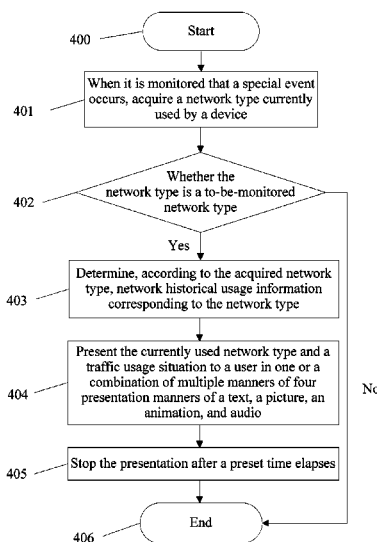 400
Start
401
When it is monitored that a special event
occurs, acquire a network type currently
used by a device
402
Whether the
network type is a to-be-monitored
network type
Yes
403
Determine, according to the acquired network
type, network historical usage information
corresponding to the network type
404
Present the currently used network type and a
traffic usage situation to a user in one or a
combination of multiple manners of four
presentation manners of a text, a picture, an
animation, and audio
No
405
Stop the presentation after a preset time elapses
406
End